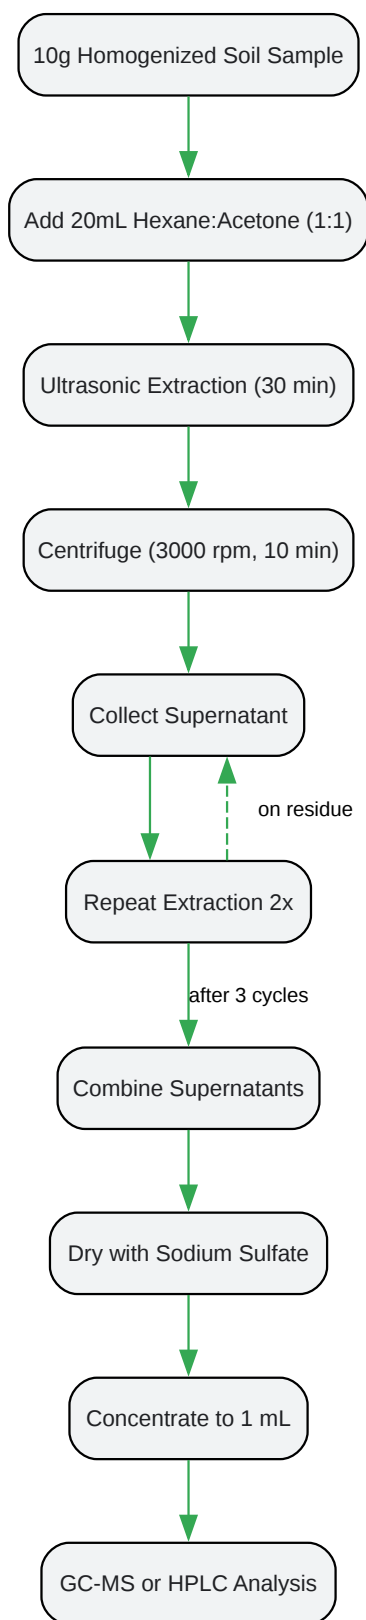 10g Homogenized Soil Sample
Add 20mL Hexane:Acetone (1:1)
Ultrasonic Extraction (30 min)
Centrifuge (3000 rpm, 10 min)
Collect Supernatant
on residue
Repeat Extraction 2x
after 3 cycles
Combine Supernatants
Dry with Sodium Sulfate
Concentrate to 1 mL
GC-MS or HPLC Analysis